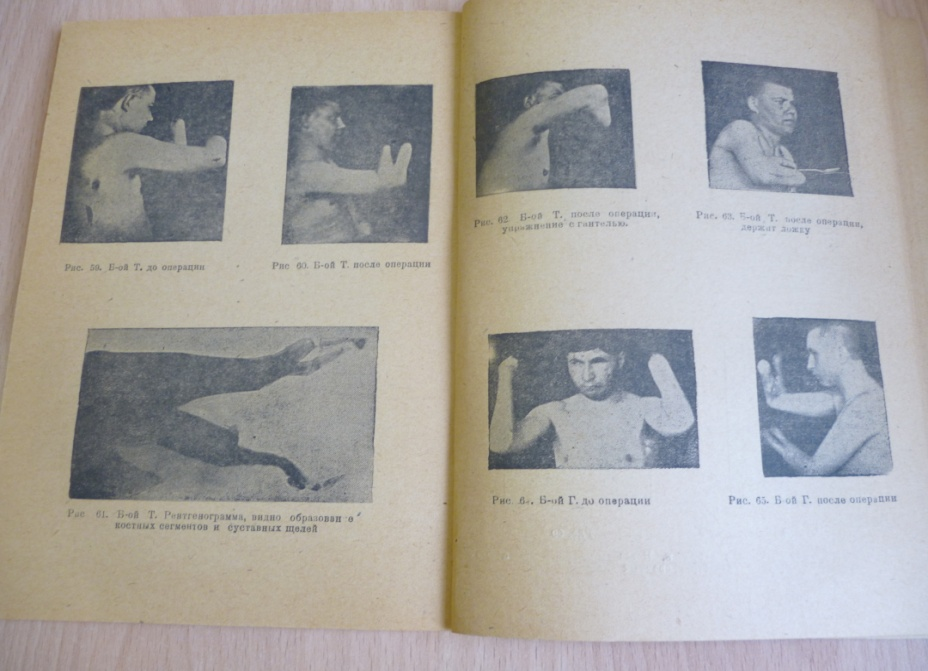 Рис. 59. Б-ой Т. до операции
Рис 60. Б-ой Т. после операции
Рис 61. Б-ой Т. Рентгенограмма, видно образование
костных сегментов и суставных щелей
Рис. 62. Б-ой Т. после операции,
упражнение с гантелью.
Рис. 63. Б-ой Т. после операции,
держит ложку
Рис. 64. Б-ой Г. до операции
Рис. 65. Б-ой Г. после операции